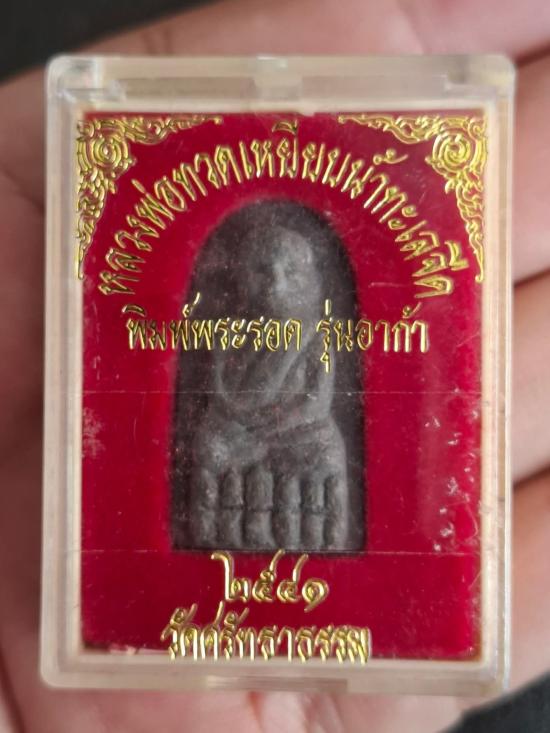 หลวงพ่อทวดเหยียบน้ำทะเลจืด
พิมพ์พระรอด รุ่นอาก้า
๒๕๔๑
วัดศรัทธาธรรม